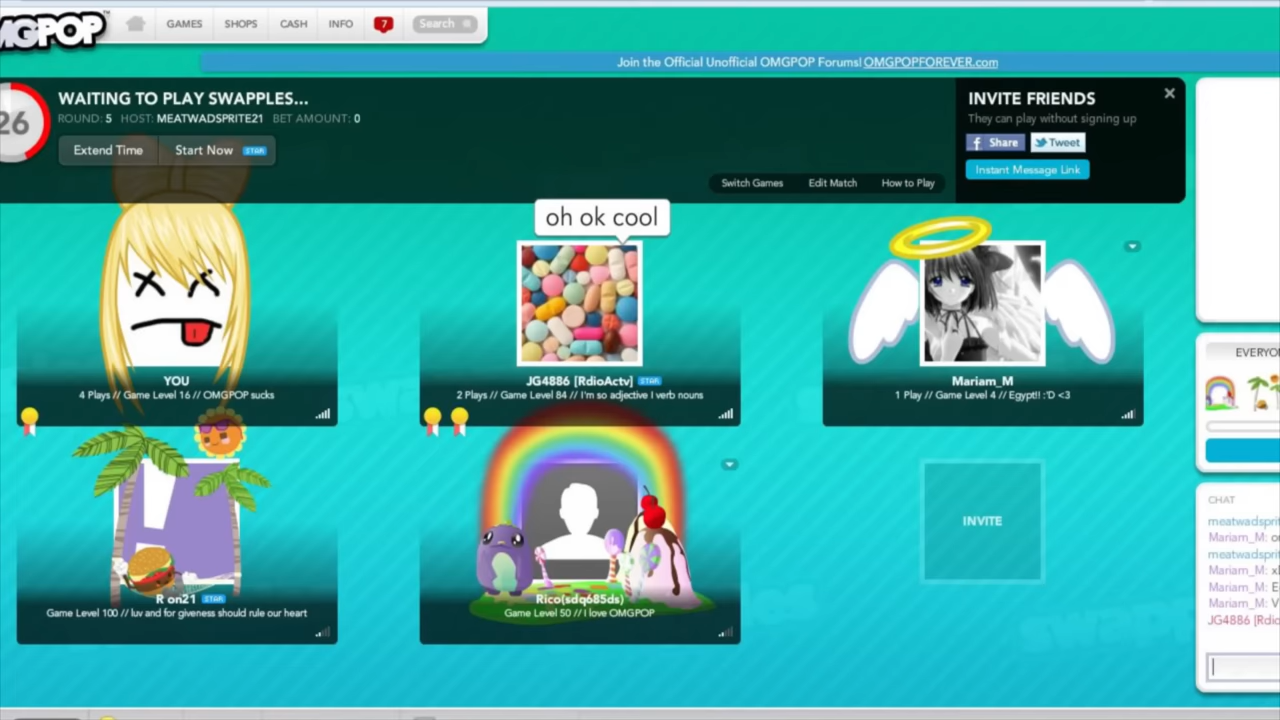 MGPOP™
GAMES
SHOPS
CASH
INFO
7
Search
Join the Official Unofficial OMGPOP Forums! OMGPOPFOREVER.com
26
WAITING TO PLAY SWAPPLES...
ROUND: 5 HOST: MEATWADSPRITE21 BET AMOUNT: 0
Extend Time
Start Now STAR
Switch Games
Edit Match
How to Play
INVITE FRIENDS
They can play without signing up
f Share
Tweet
Instant Message Link
oh ok cool
YOU
4 Plays // Game Level 16 // OMGPOP sucks
JG4886 [RdioActv] STAR
2 Plays // Game Level 84 // I'm so adjective I verb nouns
Mariam_M
1 Play // Game Level 4 // Egypt!! :'D <3
R on21 STAR
Game Level 100 // luv and for giveness should rule our heart
Rico(sdq685ds)
Game Level 50 // I love OMGPOP
INVITE
EVERYO
CHAT
meatwadsprit
Mariam_M: o
meatwadsprit
Mariam_M: x
Mariam_M: E
Mariam_M: V
JG4886 [Rdio